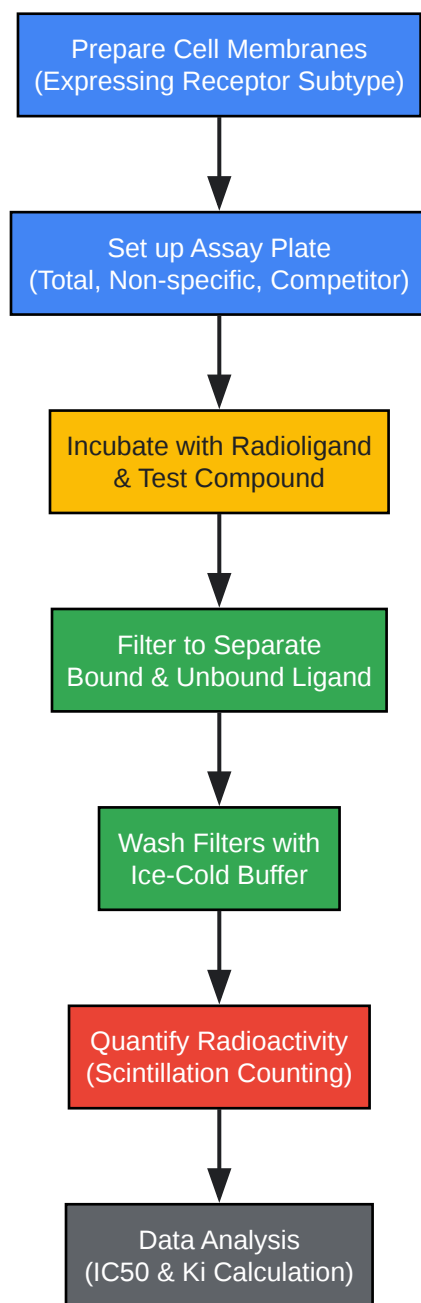 Prepare Cell Membranes
(Expressing Receptor Subtype)
Set up Assay Plate
(Total, Non-specific, Competitor)
Incubate with Radioligand
& Test Compound
Filter to Separate
Bound & Unbound Ligand
Wash Filters with
Ice-Cold Buffer
Quantify Radioactivity
(Scintillation Counting)
Data Analysis
(IC50 & Ki Calculation)